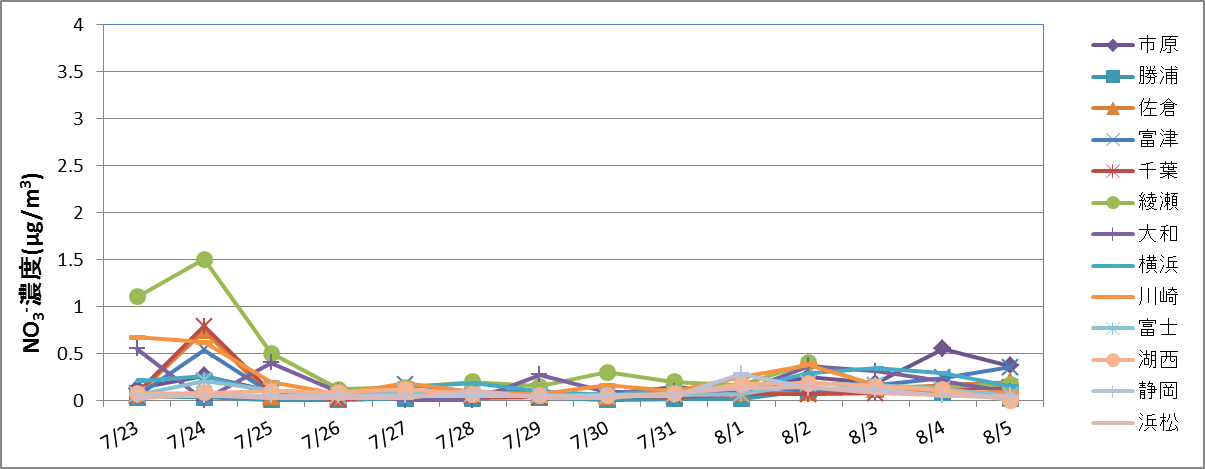 NO₃⁻濃度(μg/m³)
4
3.5
3
2.5
2
1.5
1
0.5
0
7/23 7/24 7/25 7/26 7/27 7/28 7/29 7/30 7/31 8/1 8/2 8/3 8/4 8/5
市原
勝浦
佐倉
富津
千葉
綾瀬
大和
横浜
川崎
富士
湖西
静岡
浜松